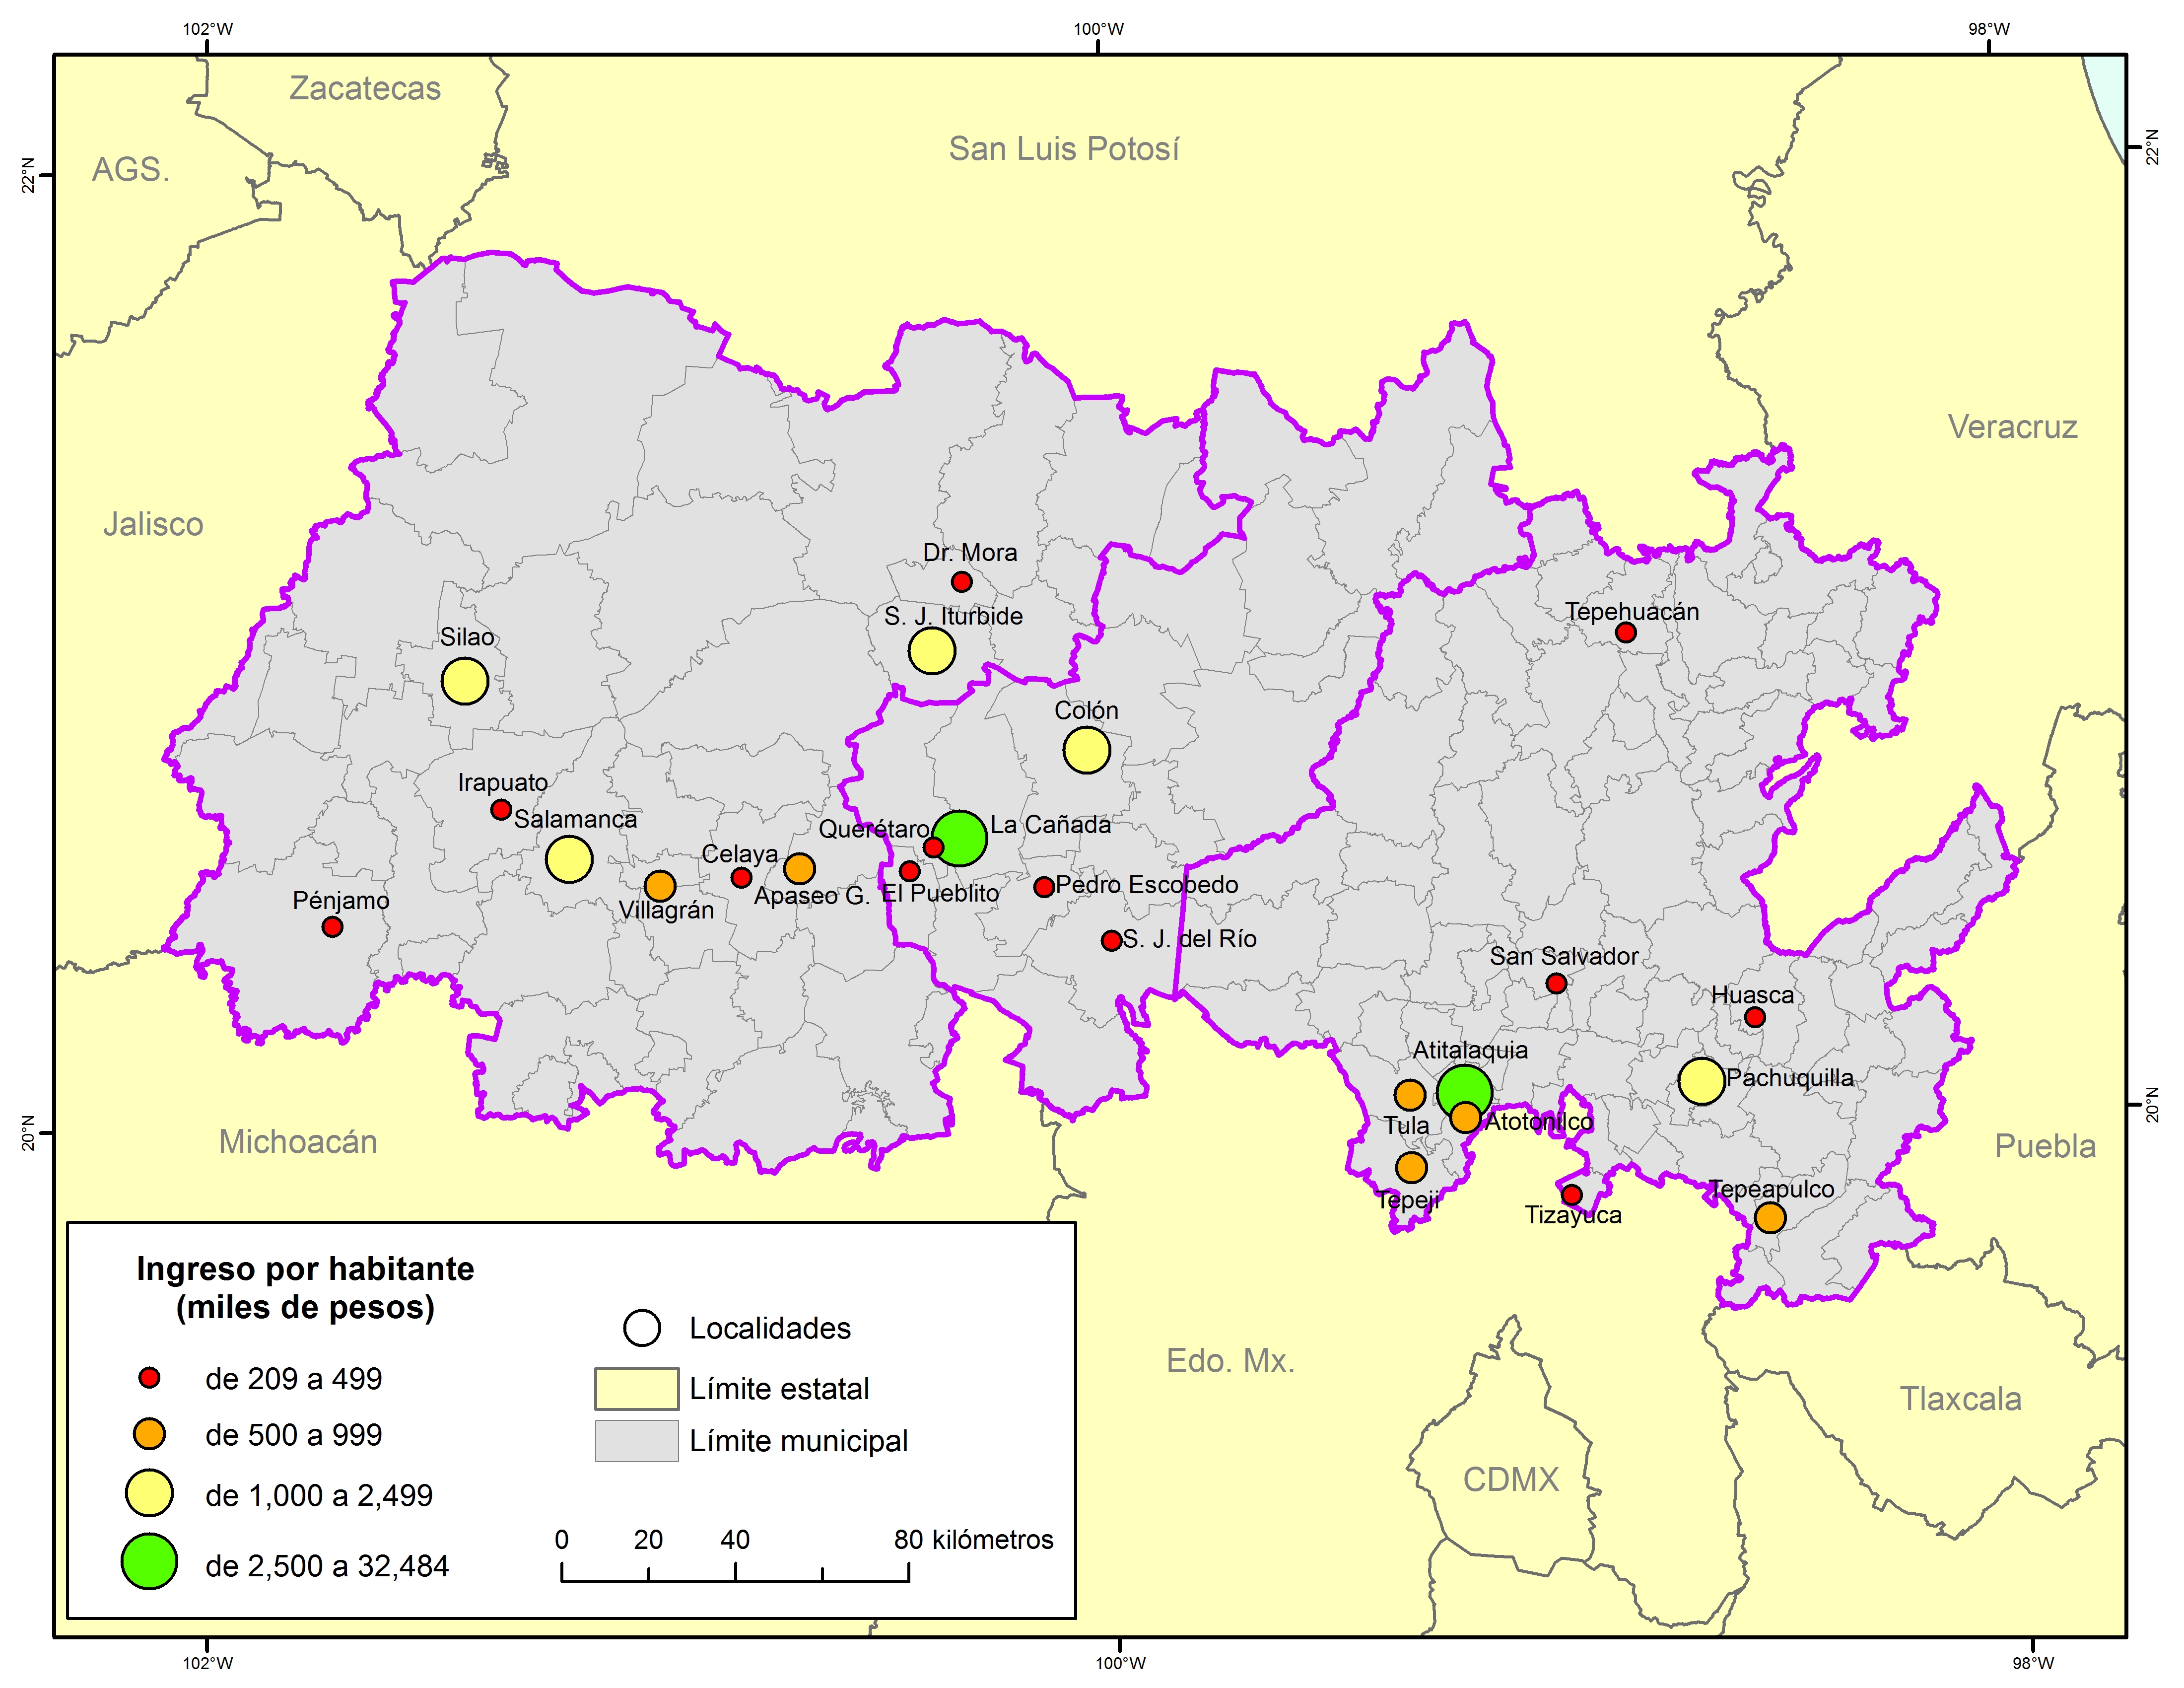 102°W
100°W
98°W
Zacatecas
San Luis Potosí
22°N
22°N
AGS.
Veracruz
Jalisco
Dr. Mora
S. J. Iturbide
Tepehuacán
Silao
Colón
Irapuato
Salamanca
Querétaro
La Cañada
Celaya
Apaseo G.
El Pueblito
Pedro Escobedo
Villagrán
Pénjamo
S. J. del Río
San Salvador
Huasca
Atitalaquia
Pachuquilla
Tula
Atotonilco
20°N
20°N
Michoacán
Puebla
Tepeji
Tizayuca
Tepeapulco
Edo. Mx.
Tlaxcala
CDMX
Ingreso por habitante
(miles de pesos)
de 209 a 499
de 500 a 999
de 1,000 a 2,499
de 2,500 a 32,484
Localidades
Límite estatal
Límite municipal
0 20 40 80 kilómetros
102°W
100°W
98°W